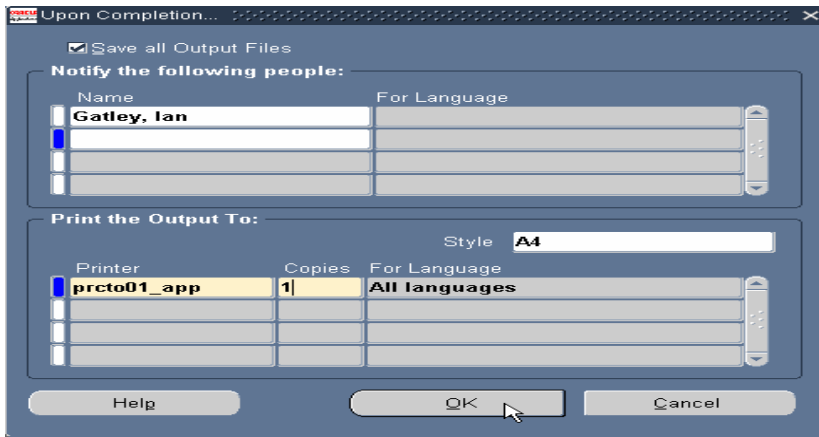 Upon Completion...
Save all Output Files
Notify the following people:
Name For Language
Gatley, Ian
Print the Output To:
Style A4
Printer Copies For Language
prcto01_app 1 All languages
Help OK Cancel